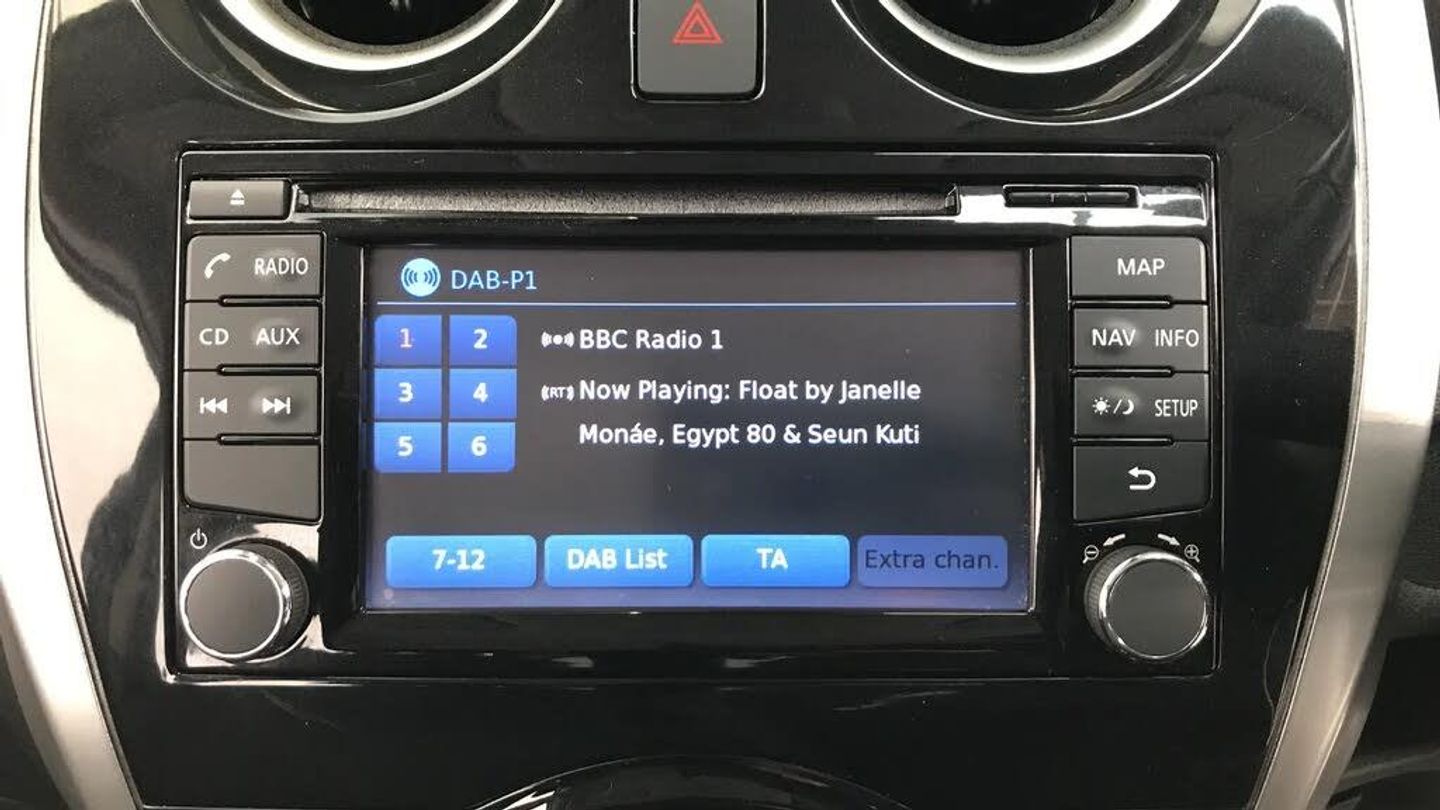 RADIO
CD AUX
DAB-P1
1 2
3 4
5 6
BBC Radio 1
RT Now Playing: Float by Janelle
Monáe, Egypt 80 & Seun Kuti
7-12 DAB List TA Extra chan.
MAP
NAV INFO
SETUP